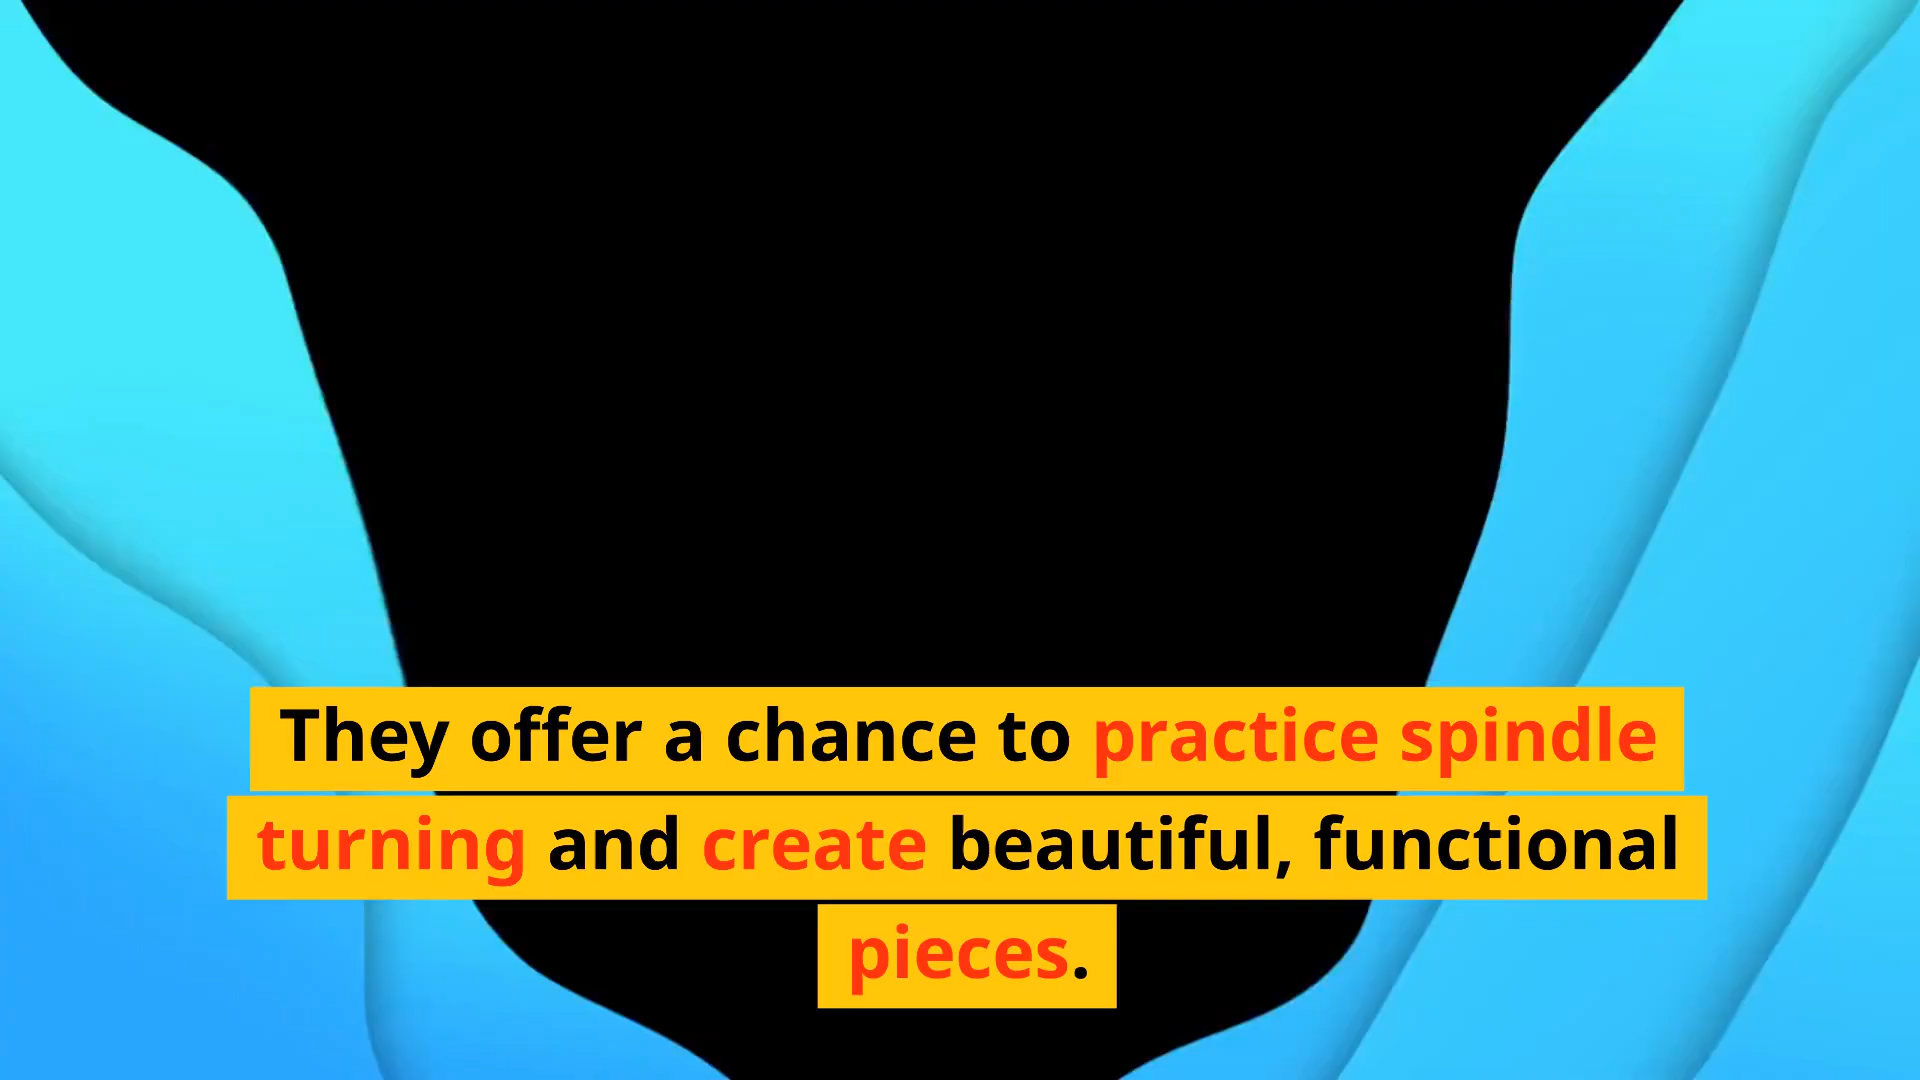 They offer a chance to practice spindle
turning and create beautiful, functional
pieces.